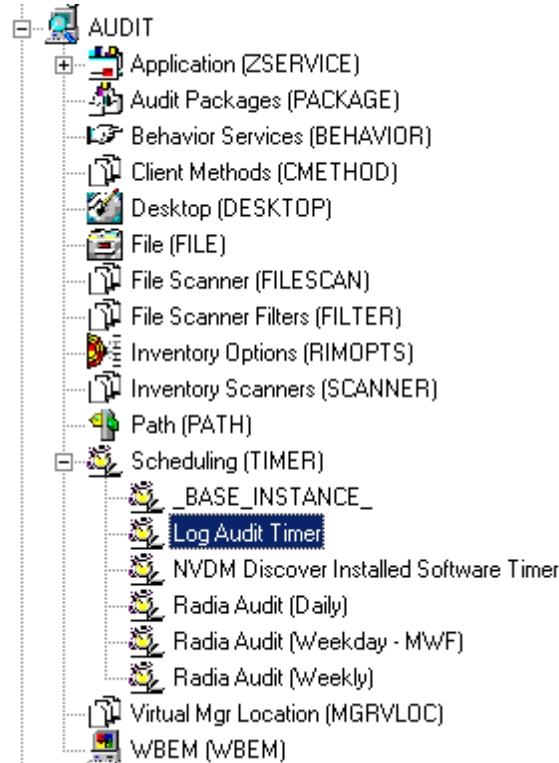 AUDIT
Application (ZSERVICE)
Audit Packages (PACKAGE)
Behavior Services (BEHAVIOR)
Client Methods (CMETHOD)
Desktop (DESKTOP)
File (FILE)
File Scanner (FILESCAN)
File Scanner Filters (FILTER)
Inventory Options (RIMOPTS)
Inventory Scanners (SCANNER)
Path (PATH)
Scheduling (TIMER)
_BASE_INSTANCE_
Log Audit Timer
NVDM Discover Installed Software Timer
Radia Audit (Daily)
Radia Audit (Weekday - MWF)
Radia Audit (Weekly)
Virtual Mgr Location (MGRVLOC)
WBEM (WBEM)